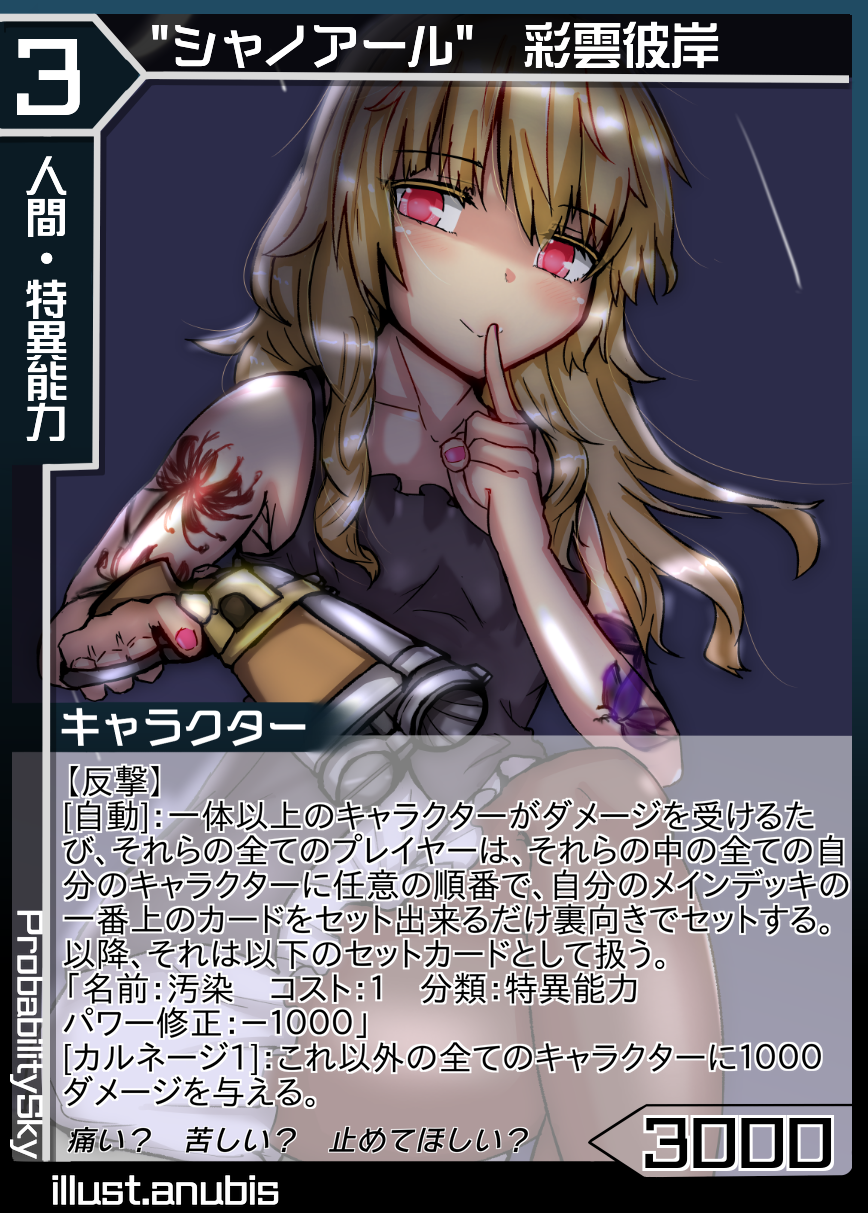 3
"シャノアール" 彩雲彼岸
人間・特異能力
キャラクター
【反撃】
[自動]:一体以上のキャラクターがダメージを受けるた
び、それらの全てのプレイヤーは、それらの中の全ての自
分のキャラクターに任意の順番で、自分のメインデッキの
一番上のカードをセット出来るだけ裏向きでセットする。
以降、それは以下のセットカードとして扱う。
「名前:汚染 コスト:1 分類:特異能力
パワー修正:－1000」
[カルネージ1]:これ以外の全てのキャラクターに1000
ダメージを与える。
痛い? 苦しい? 止めてほしい?
3000
ProbabilitySky
illust.anubis